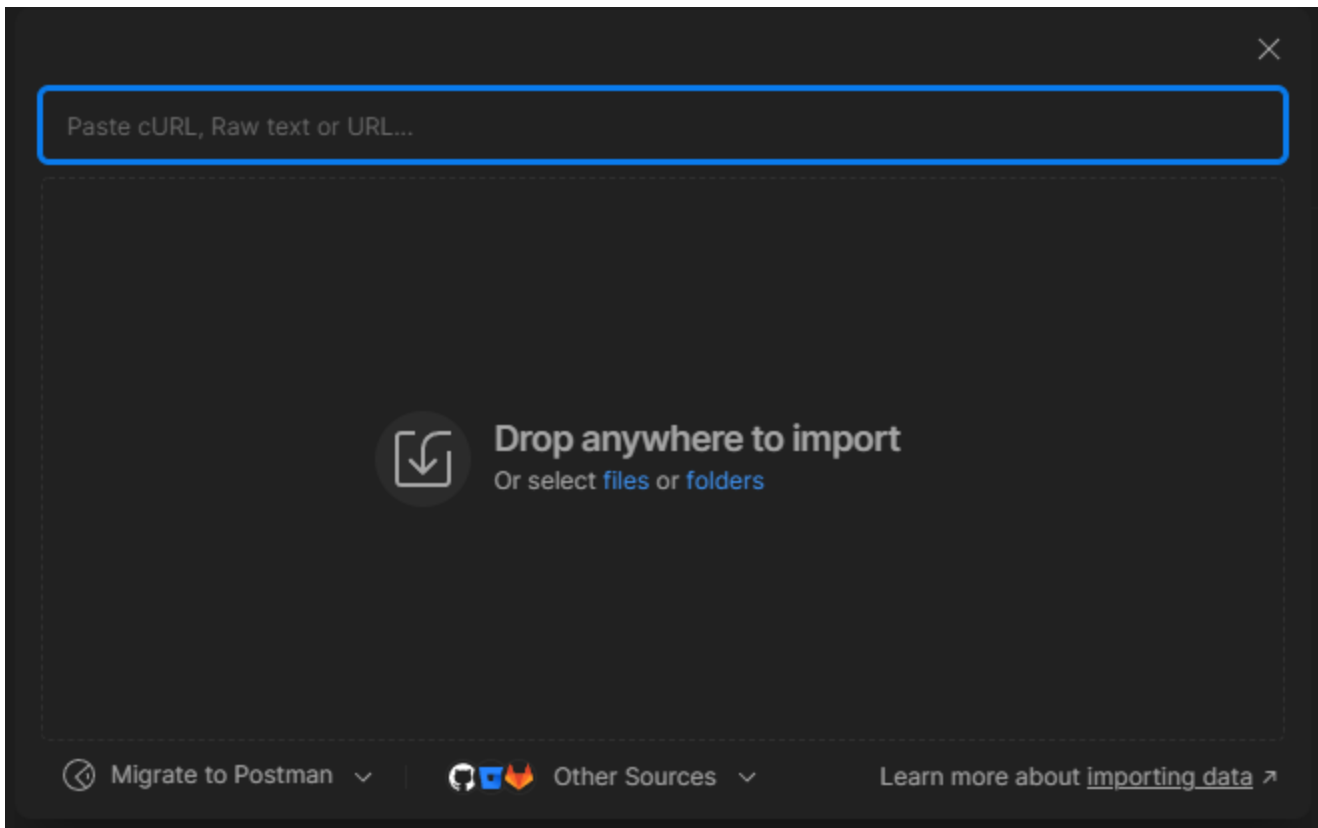 Paste cURL, Raw text or URL...
Drop anywhere to import
Or select files or folders
Migrate to Postman
Other Sources
Learn more about importing data